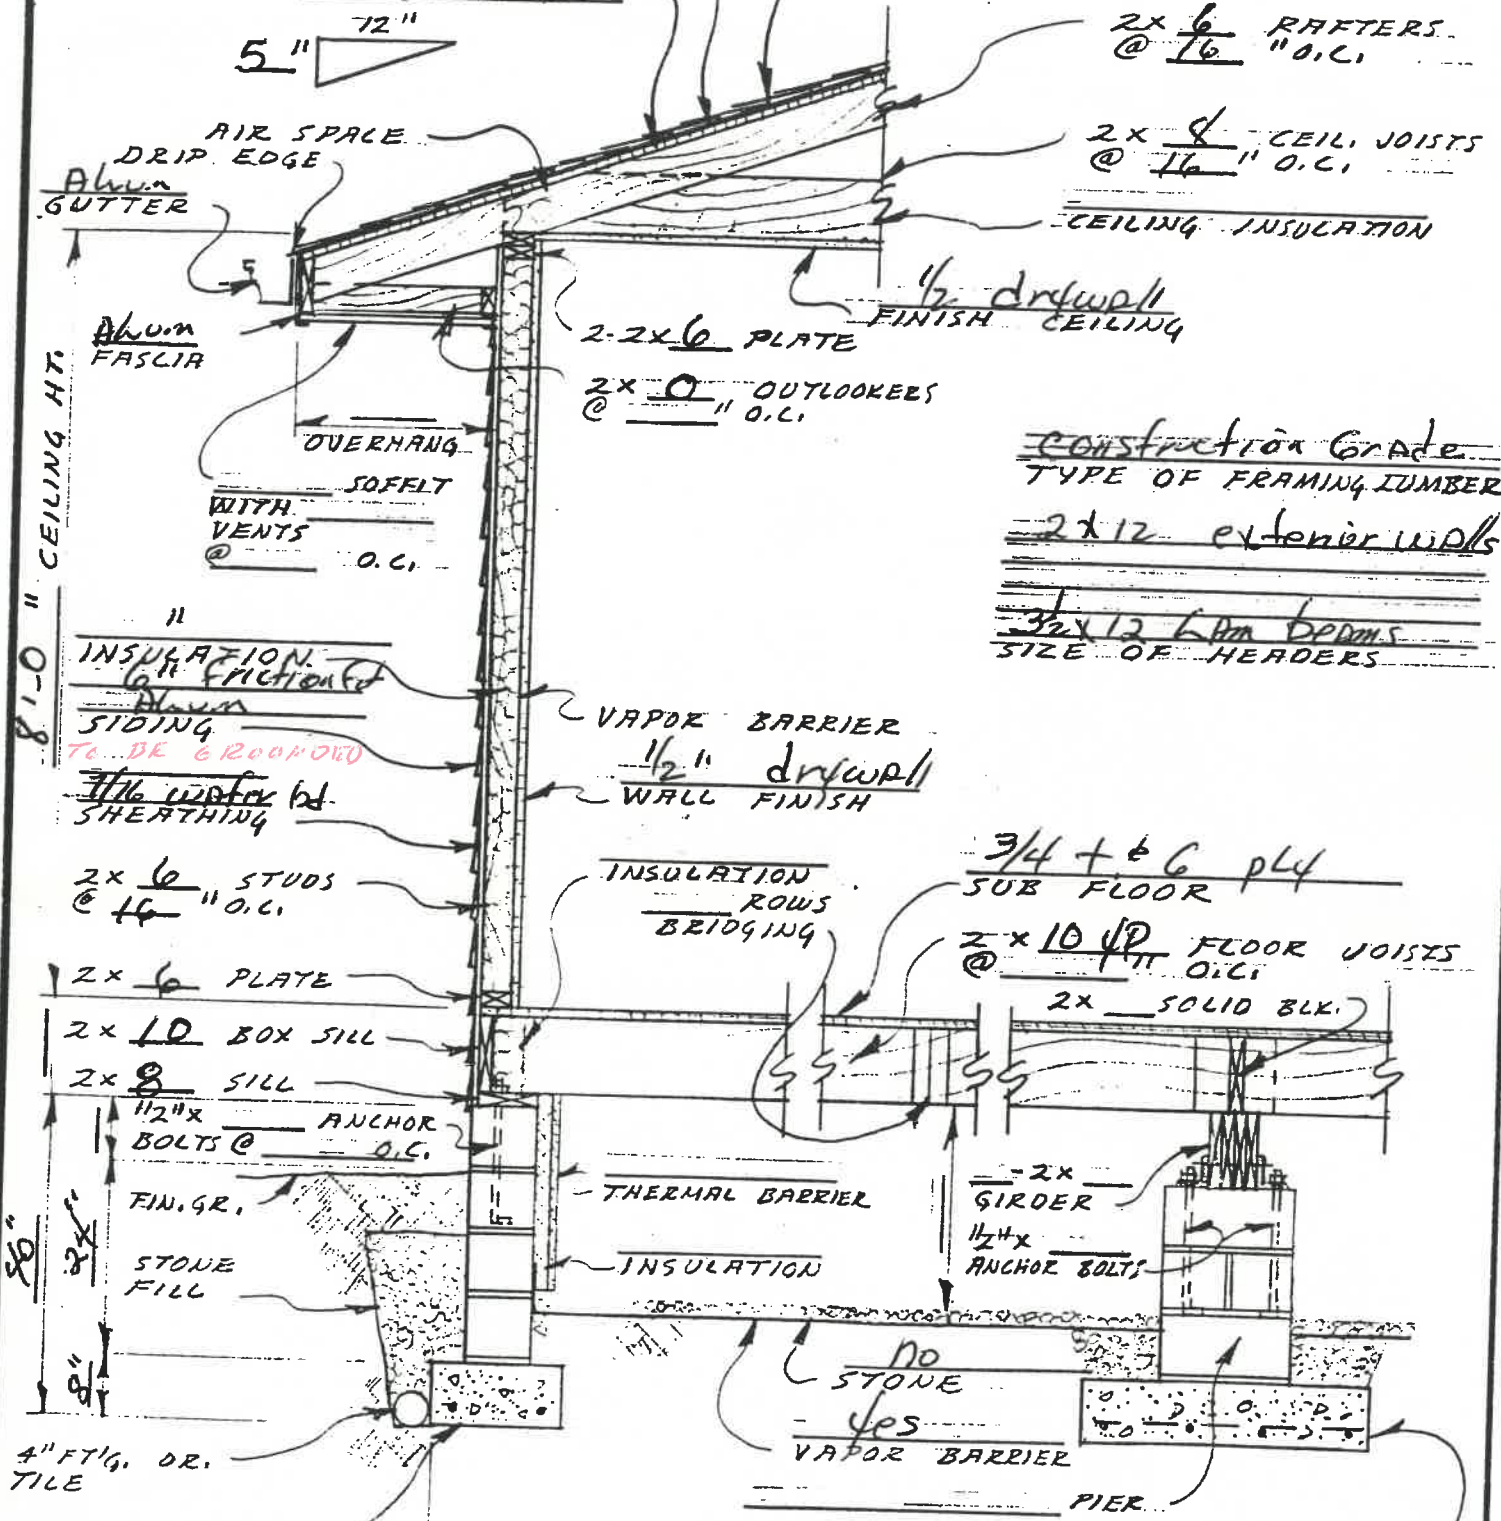 12"
5"
2x 6 RAFTERS
@ 16 "O.C.
AIR SPACE
DRIP EDGE
Alum
GUTTER
2x 8 CEIL. JOISTS
@ 16 " O.C.
CEILING INSULATION
1/2 drywall
FINISH CEILING
Alum
FASCIA
2-2x 6 PLATE
2x 0 OUTLOOKERS
@ " O.C.
OVERHANG
SOFFIT
WITH
VENTS
@ O.C.
8'-0" CEILING HT.
Construction Grade
TYPE OF FRAMING LUMBER
2x12 exterior walls
3 1/2 x 12 Lam beams
SIZE OF HEADERS
"
INSULATION
6" Friction Fit
Alum
SIDING
TO BE GROUNDED
7/16 wafer bd
SHEATHING
VAPOR BARRIER
1/2" drywall
WALL FINISH
2x 6 STUDS
@ 16 "O.C.
INSULATION
ROWS
BRIDGING
3/4 t & G ply
SUB FLOOR
2 x 10 YP FLOOR JOISTS
@ " O.C.
2x SOLID BLK.
2x 6 PLATE
2x 10 BOX SILL
2x 8 SILL
1/2"x ANCHOR
BOLTS @ O.C.
FIN. GR.
STONE
FILL
THERMAL BARRIER
INSULATION
-2x
GIRDER
1/2"x
ANCHOR BOLTS
24"
8"
no
STONE
yes
VAPOR BARRIER
4" FT'G. DR.
TILE
PIER